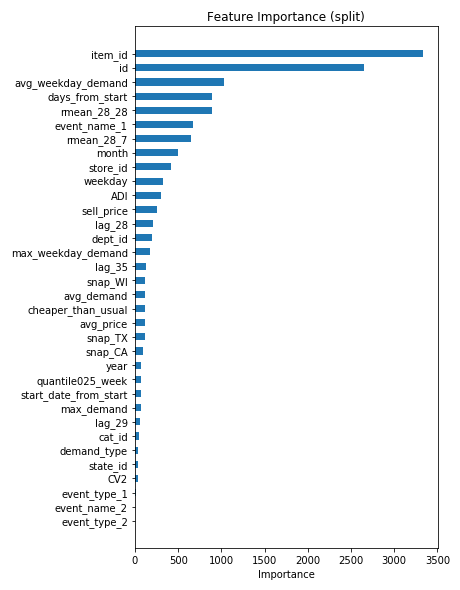 Feature Importance (split)
item_id
id
avg_weekday_demand
days_from_start
rmean_28_28
event_name_1
rmean_28_7
month
store_id
weekday
ADI
sell_price
lag_28
dept_id
max_weekday_demand
lag_35
snap_WI
avg_demand
cheaper_than_usual
avg_price
snap_TX
snap_CA
year
quantile025_week
start_date_from_start
max_demand
lag_29
cat_id
demand_type
state_id
CV2
event_type_1
event_name_2
event_type_2
0 500 1000 1500 2000 2500 3000 3500
Importance